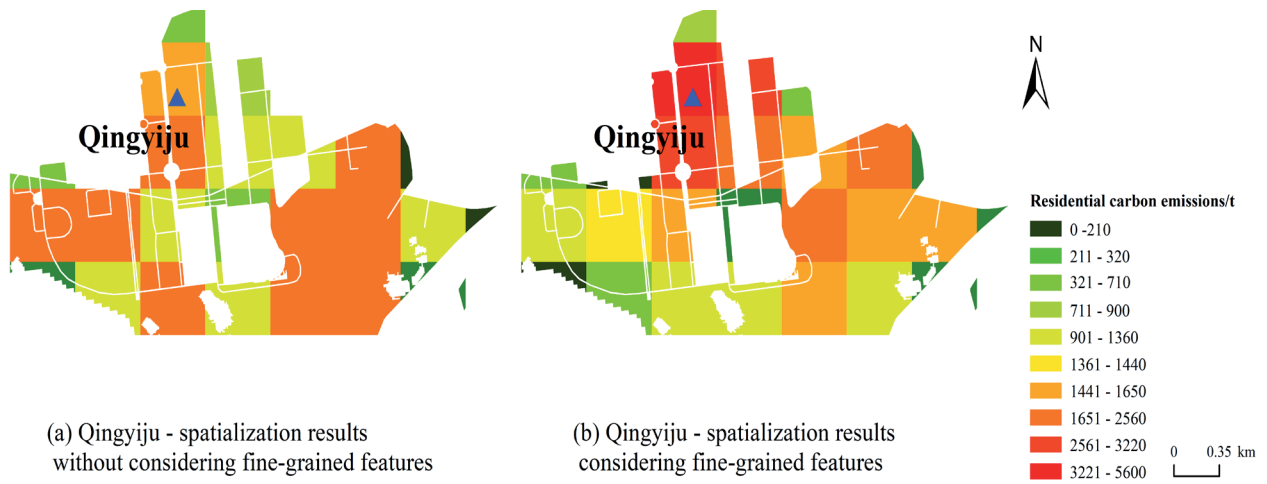 N
Qingyiju
Qingyiju
Residential carbon emissions/t
0 -210
211 - 320
321 - 710
711 - 900
901 - 1360
1361 - 1440
1441 - 1650
1651 - 2560
2561 - 3220
3221 - 5600
0 0.35 km
(a) Qingyiju - spatialization results
without considering fine-grained features
(b) Qingyiju - spatialization results
considering fine-grained features